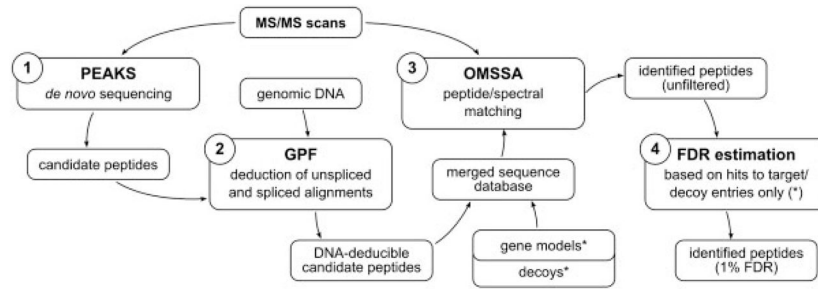 MS/MS scans
1
PEAKS
de novo sequencing
candidate peptides
genomic DNA
2
GPF
deduction of unspliced
and spliced alignments
DNA-deducible
candidate peptides
3
OMSSA
peptide/spectral
matching
merged sequence
database
gene models*
decoys*
identified peptides
(unfiltered)
4
FDR estimation
based on hits to target/
decoy entries only (*)
identified peptides
(1% FDR)